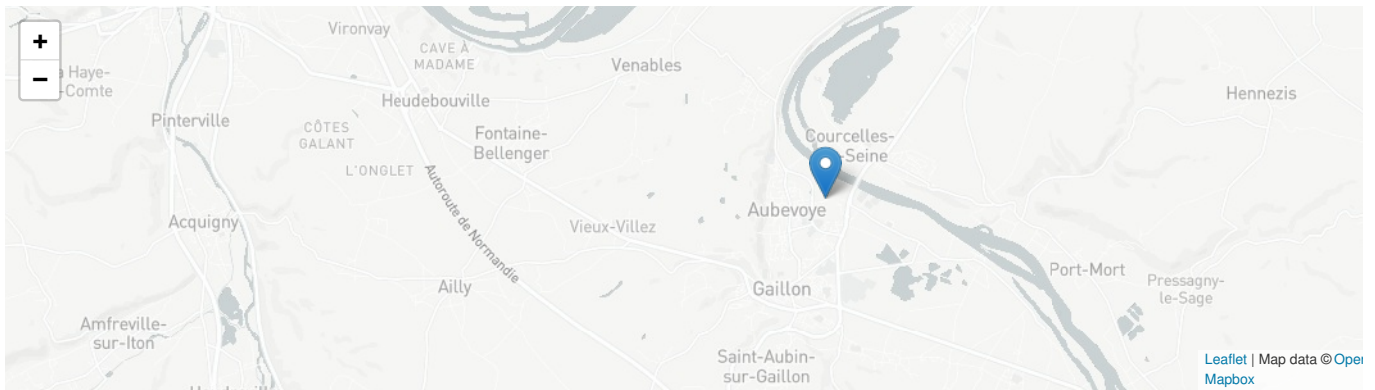 +
−
Vironvay
CAVE À
MADAME
Venables
Haye-
-Comte
Heudebouville
Hennezis
Pinterville
CÔTES
GALANT
Fontaine-
Bellenger
Courcelles-
-Seine
L'ONGLET
Autoroute de Normandie
Aubevoye
Acquigny
Vieux-Villez
Port-Mort
Ailly
Gaillon
Pressagny-
le-Sage
Amfreville-
sur-Iton
Saint-Aubin-
sur-Gaillon
Leaflet | Map data © Open
Mapbox